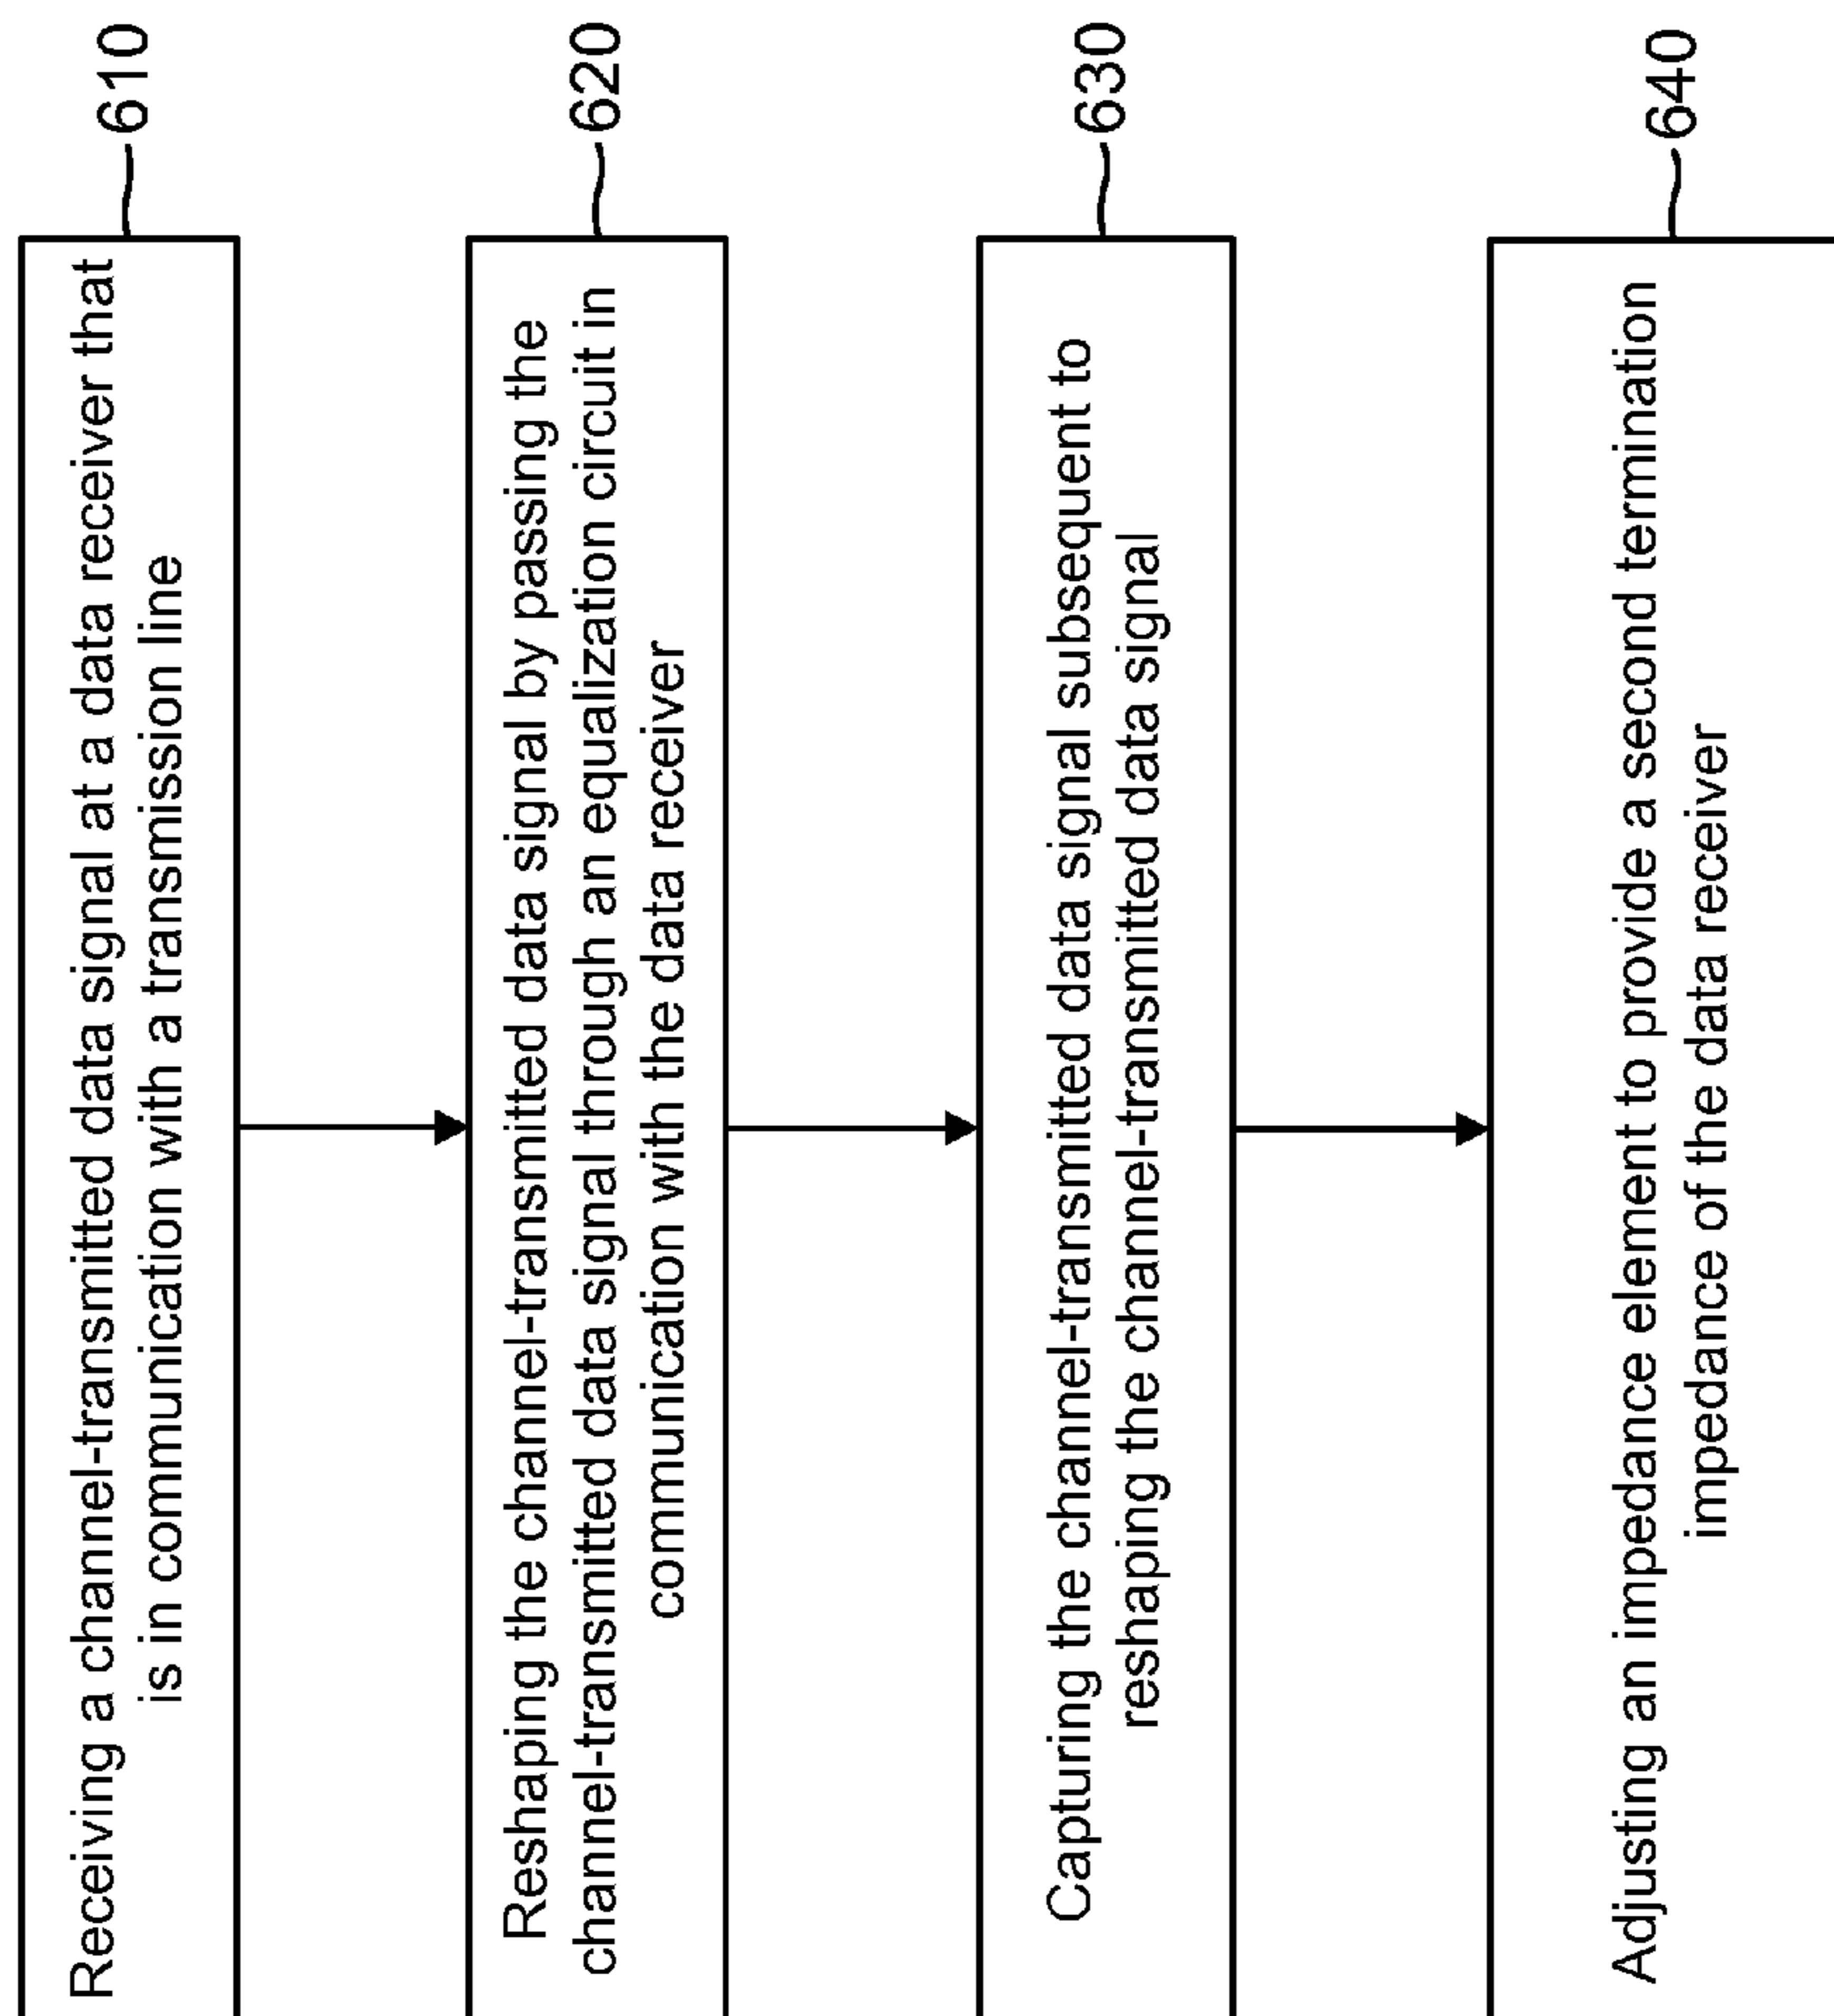 Receiving a channel-transmitted data signal at a data receiver that
is in communication with a transmission line
610
Reshaping the channel-transmitted data signal by passing the
channel-transmitted data signal through an equalization circuit in
communication with the data receiver
620
Capturing the channel-transmitted data signal subsequent to
reshaping the channel-transmitted data signal
630
Adjusting an impedance element to provide a second termination
impedance of the data receiver
640